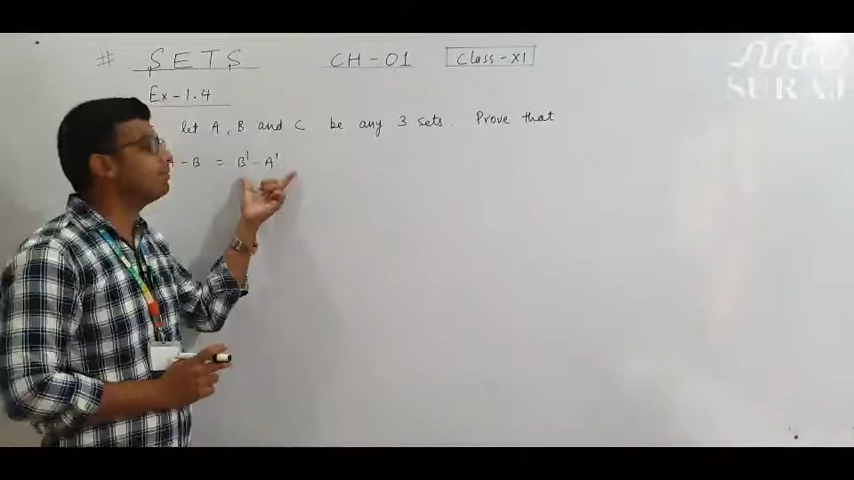 # SETS CH-01 Class-XI
Ex-1.4
let A, B and C be any 3 sets. Prove that
A - B = B' - A'
SURAJ